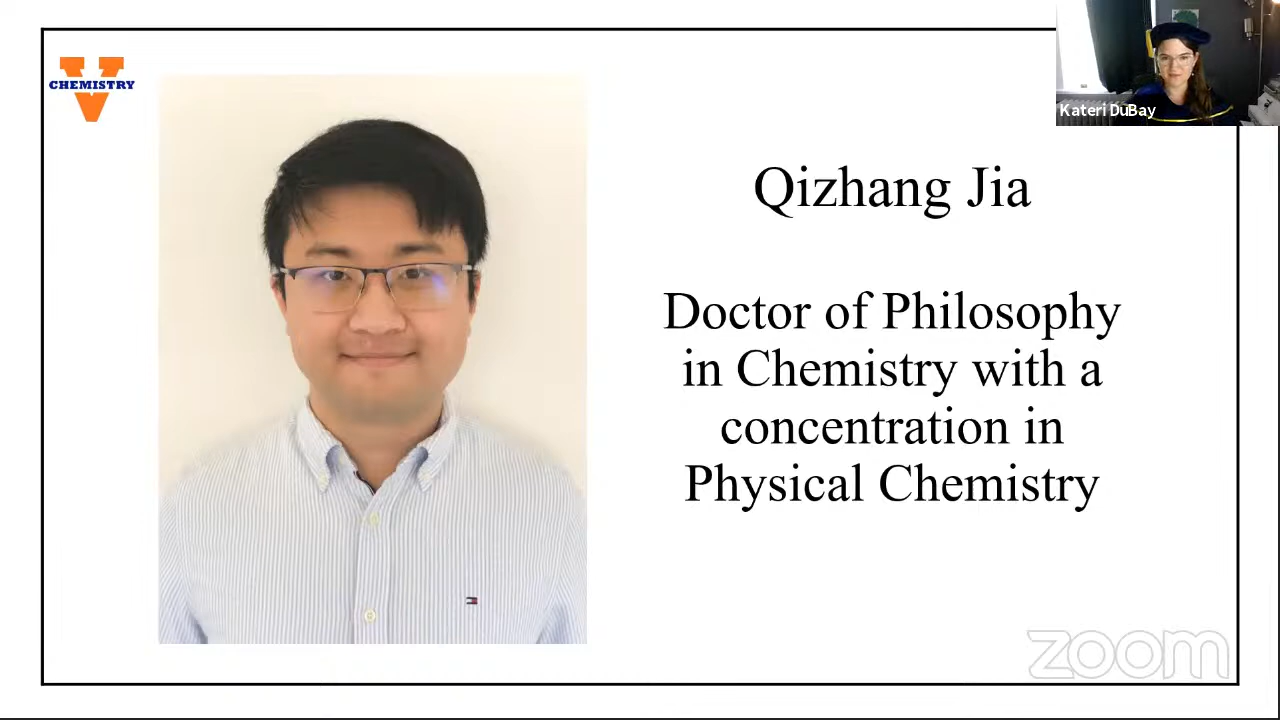 CHEMISTRY
Kateri DuBay
Qizhang Jia
Doctor of Philosophy
in Chemistry with a
concentration in
Physical Chemistry
zoom